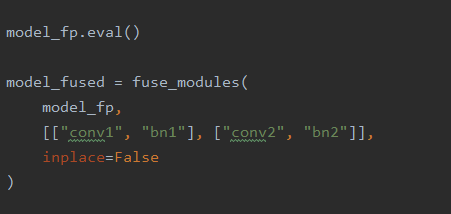 model_fp.eval()
model_fused = fuse_modules(
model_fp,
[["conv1", "bn1"], ["conv2", "bn2"]],
inplace=False
)